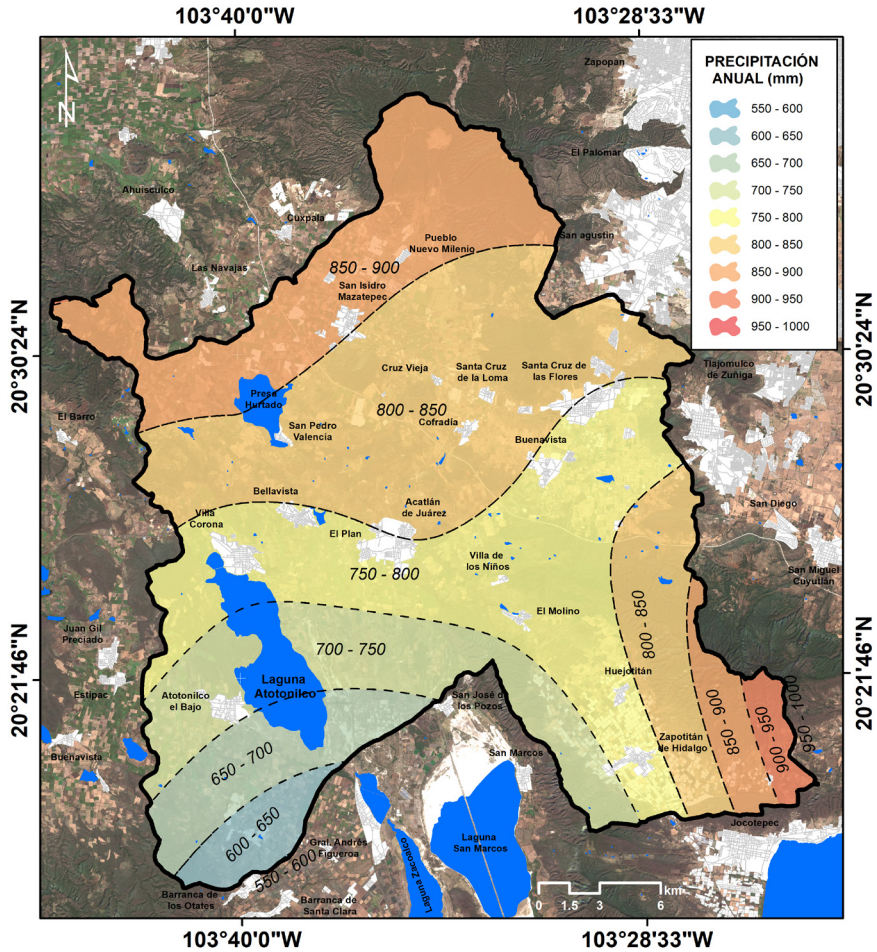 103°40'0"W
103°28'33"W
N
Zapopan
PRECIPITACIÓN
ANUAL (mm)
550 - 600
600 - 650
650 - 700
700 - 750
750 - 800
800 - 850
850 - 900
900 - 950
950 - 1000
El Palomar
Ahuisculco
Cuxpala
San agustin
Pueblo
Nuevo Milenio
Las Navajas
850 - 900
San Isidro
Mazatepec
20°30'24"N
20°30'24"N
Cruz Vieja
Santa Cruz
de la Loma
Santa Cruz de
las Flores
Tlajomulco
de Zuñiga
Presa
Hurtado
El Barro
800 - 850
Cofradía
San Pedro
Valencia
Buenavista
Bellavista
Acatlán
de Juárez
San Diego
Villa
Corona
El Plan
750 - 800
Villa de
los Niños
San Miguel
Cuyutlán
El Molino
Juan Gil
Preciado
800 - 850
700 - 750
20°21'46"N
20°21'46"N
Huejotitán
Laguna
Atotonilco
Estipac
Atotonilco
el Bajo
San José d
los Pozos
850 - 900
900 - 950
950 - 1000
Zapotitán
de Hidalgo
Buenavista
650 - 700
San Marcos
600 - 650
Jocotepec
Gral. Andrés
Figueroa
Laguna
San Marcos
550 - 600
Laguna Zacoalco
Barranca de
los Otates
Barranca de
Santa Clara
km
0 1.5 3 6
103°40'0"W
103°28'33"W